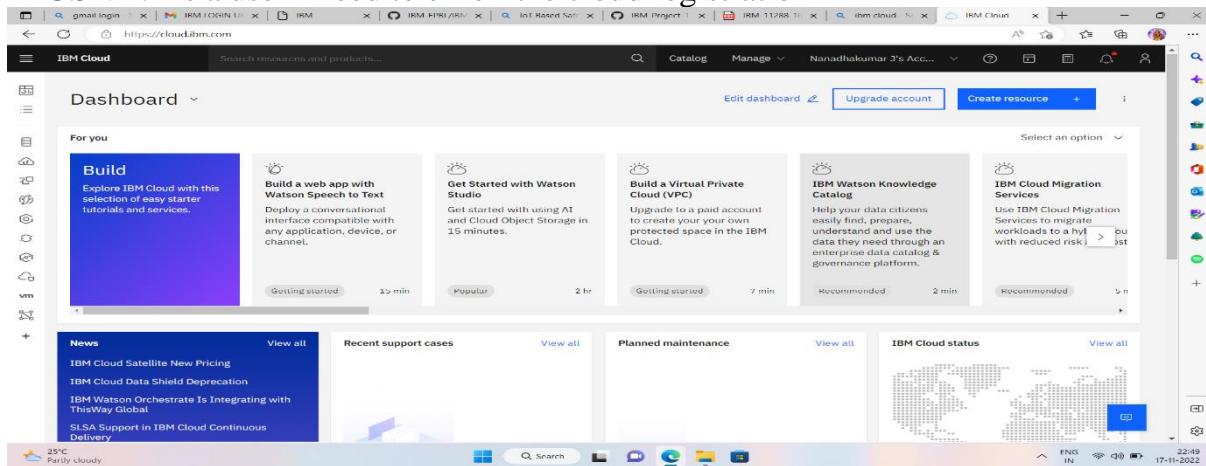 gmail login
IBM LOGIN US
IBM
IBM EPBL/IBM
IoT Based Safe
IBM Project 1
IBM 11288 16
ibm cloud
IBM Cloud
https://cloud.ibm.com
IBM Cloud
Search resources and products...
Catalog
Manage
Nanadhakumar J's Acc...
Dashboard
Edit dashboard
Upgrade account
Create resource +
For you
Select an option
Build
Explore IBM Cloud with this
selection of easy starter
tutorials and services.
Build a web app with
Watson Speech to Text
Deploy a conversational
interface compatible with
any application, device, or
channel.
Getting started 15 min
Get Started with Watson
Studio
Get started with using AI
and Cloud Object Storage in
15 minutes.
Popular 2 hr
Build a Virtual Private
Cloud (VPC)
Upgrade to a paid account
to create your your own
protected space in the IBM
Cloud.
Getting started 7 min
IBM Watson Knowledge
Catalog
Help your data citizens
easily find, prepare,
understand and use the
data they need through an
enterprise data catalog &
governance platform.
Recommended 2 min
IBM Cloud Migration
Services
Use IBM Cloud Migration
Services to migrate
workloads to a hyb ou
with reduced risk ost
Recommended 5 m
vm
News View all
IBM Cloud Satellite New Pricing
IBM Cloud Data Shield Deprecation
IBM Watson Orchestrate Is Integrating with
ThisWay Global
SLSA Support in IBM Cloud Continuous
Delivery
Recent support cases View all
Planned maintenance View all
IBM Cloud status View all
25°C
Partly cloudy
Search
ENG
IN
22:49
17-11-2022